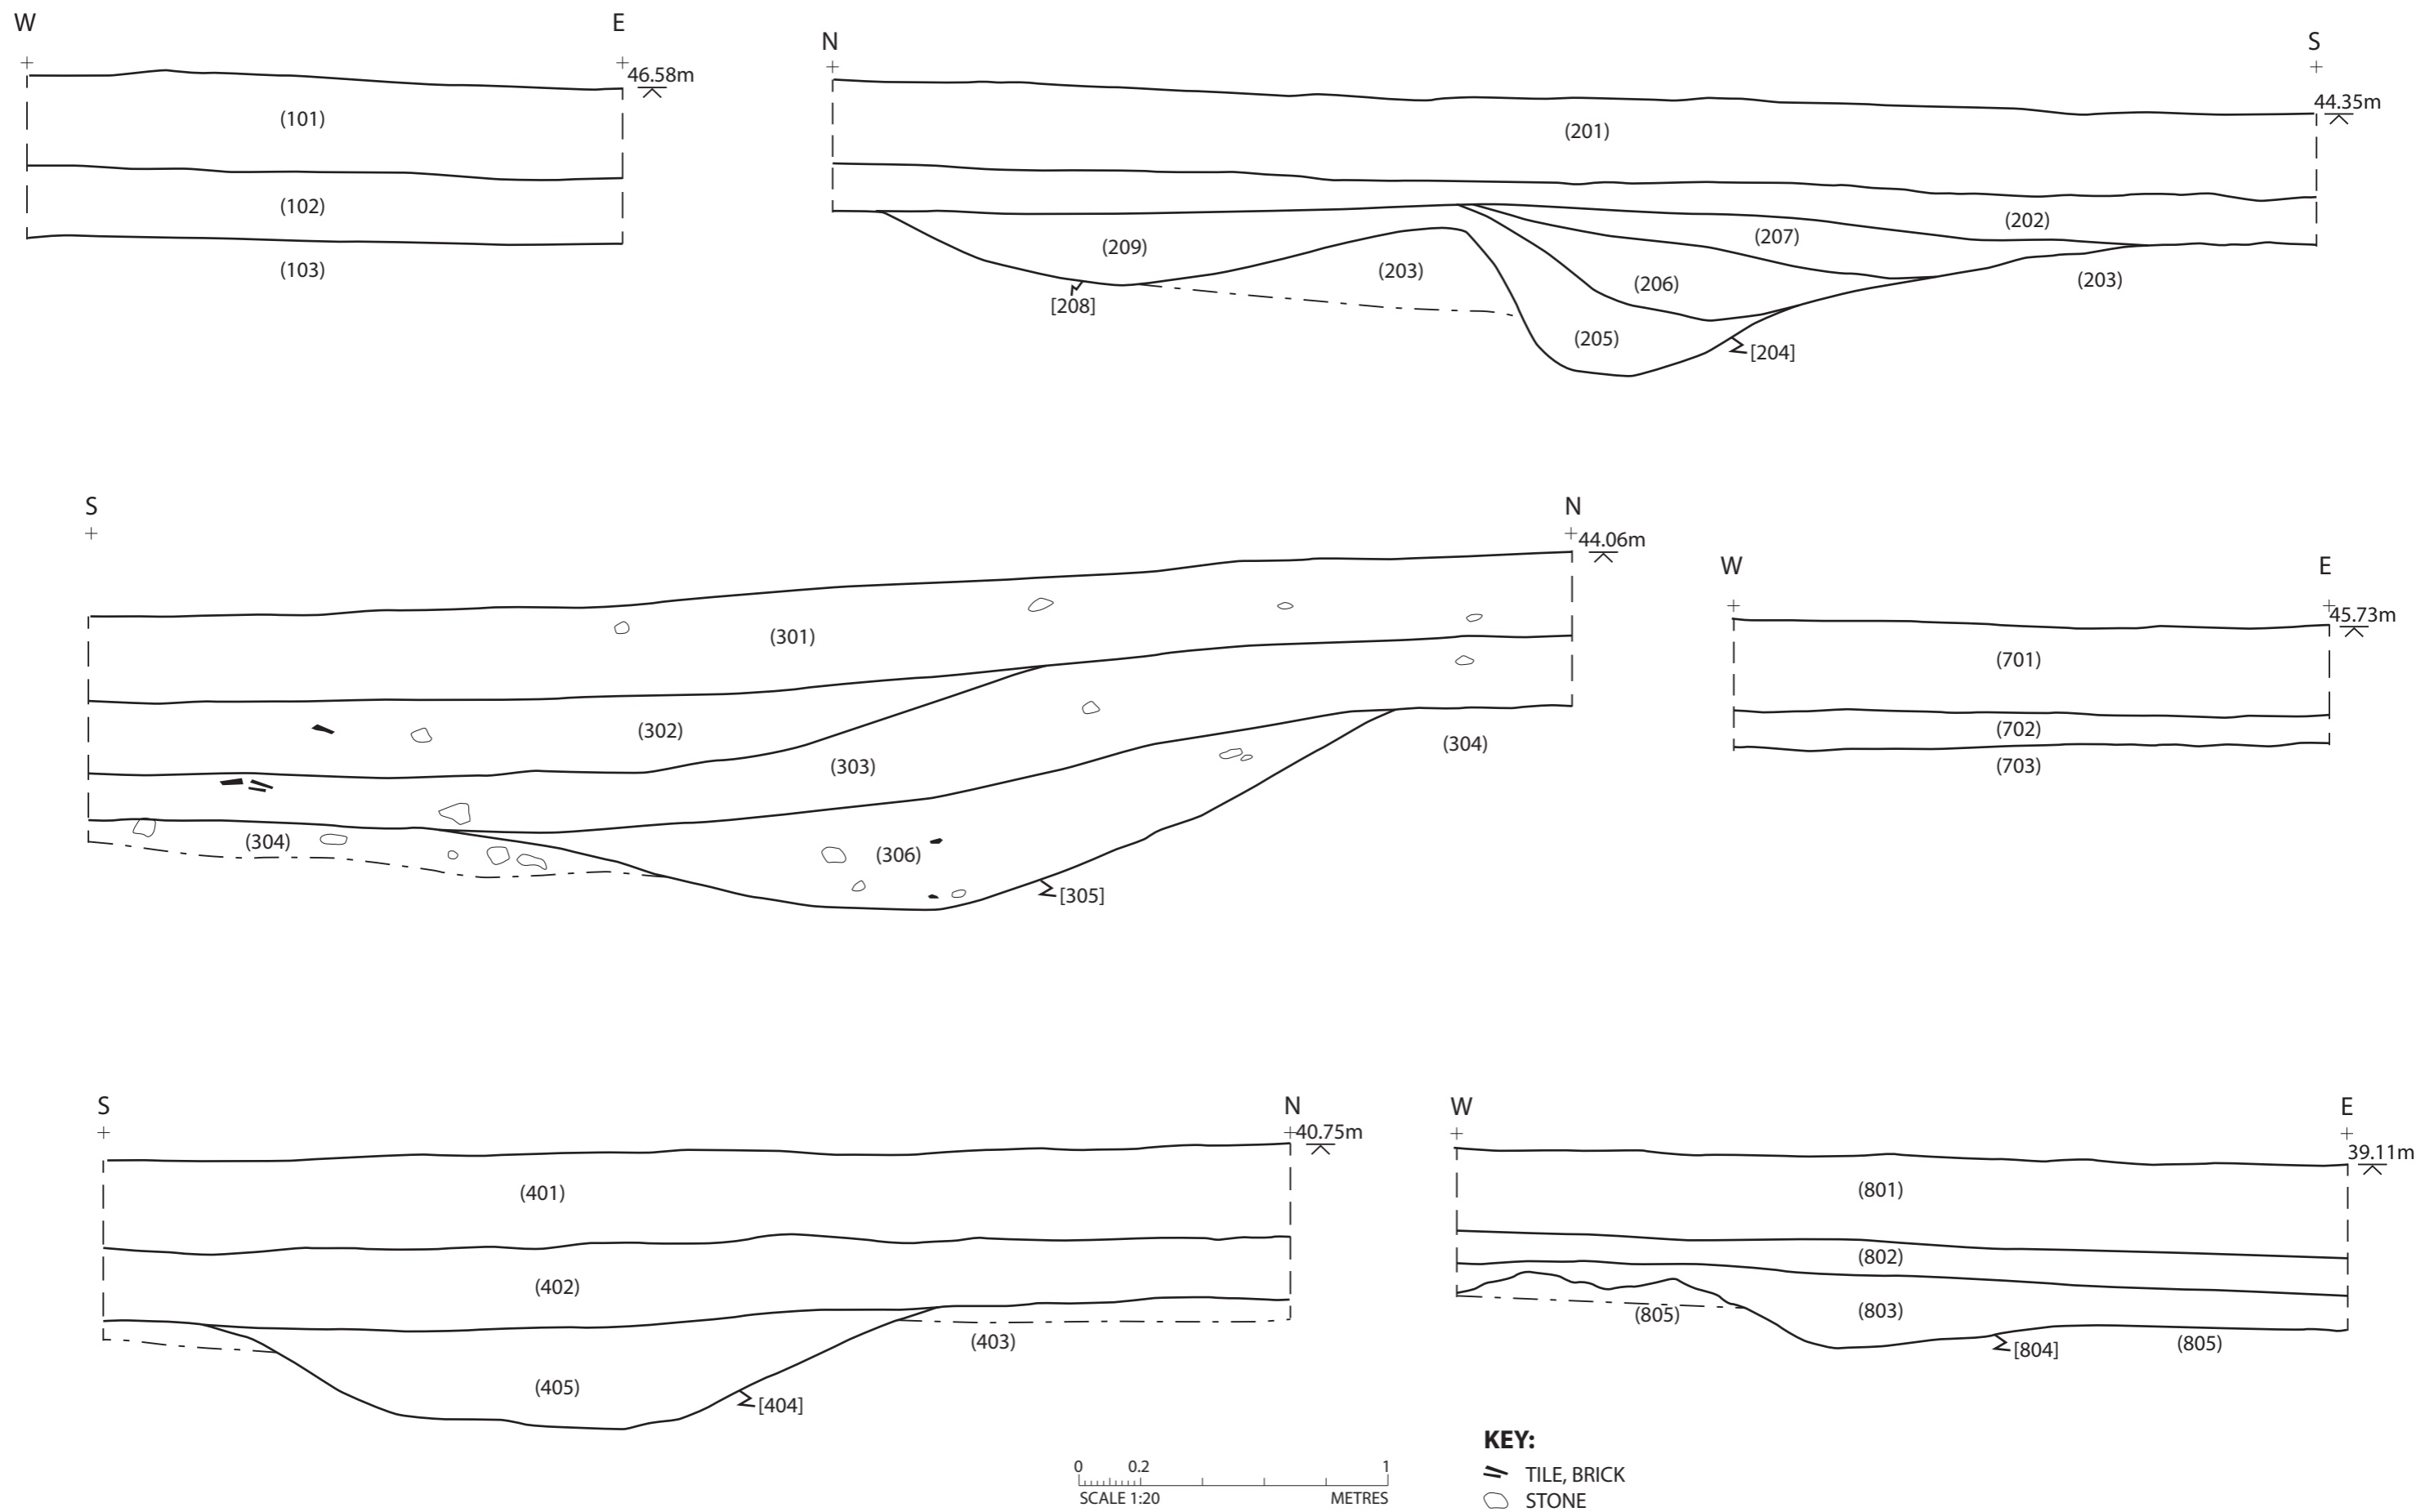 W E
46.58m
(101)
(102)
(103)
N S
44.35m
(201)
(202)
(207)
(209)
(203)
(206)
(203)
[208]
(205)
[204]
S N
44.06m
(301)
(302)
(303)
(304)
(304)
(306)
[305]
W E
45.73m
(701)
(702)
(703)
S N
40.75m
(401)
(402)
(403)
(405)
[404]
W E
39.11m
(801)
(802)
(803)
(805)
(805)
[804]
0 0.2 1
SCALE 1:20 METRES
KEY:
TILE, BRICK
STONE